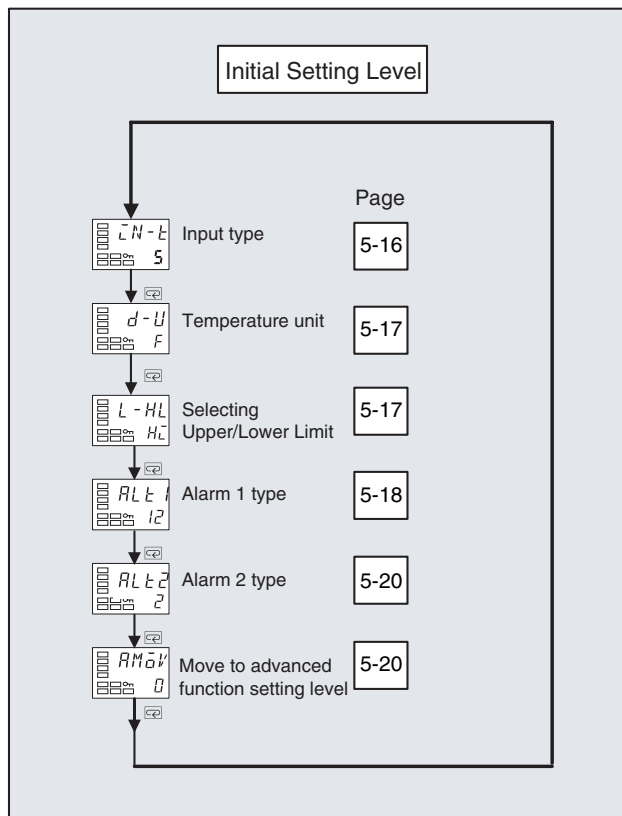 Initial Setting Level
Page
IN-t
5
Input type
5-16
d-U
F
Temperature unit
5-17
L-HL
HI
Selecting
Upper/Lower Limit
5-17
ALt1
12
Alarm 1 type
5-18
ALt2
2
Alarm 2 type
5-20
AMoV
0
Move to advanced
function setting level
5-20